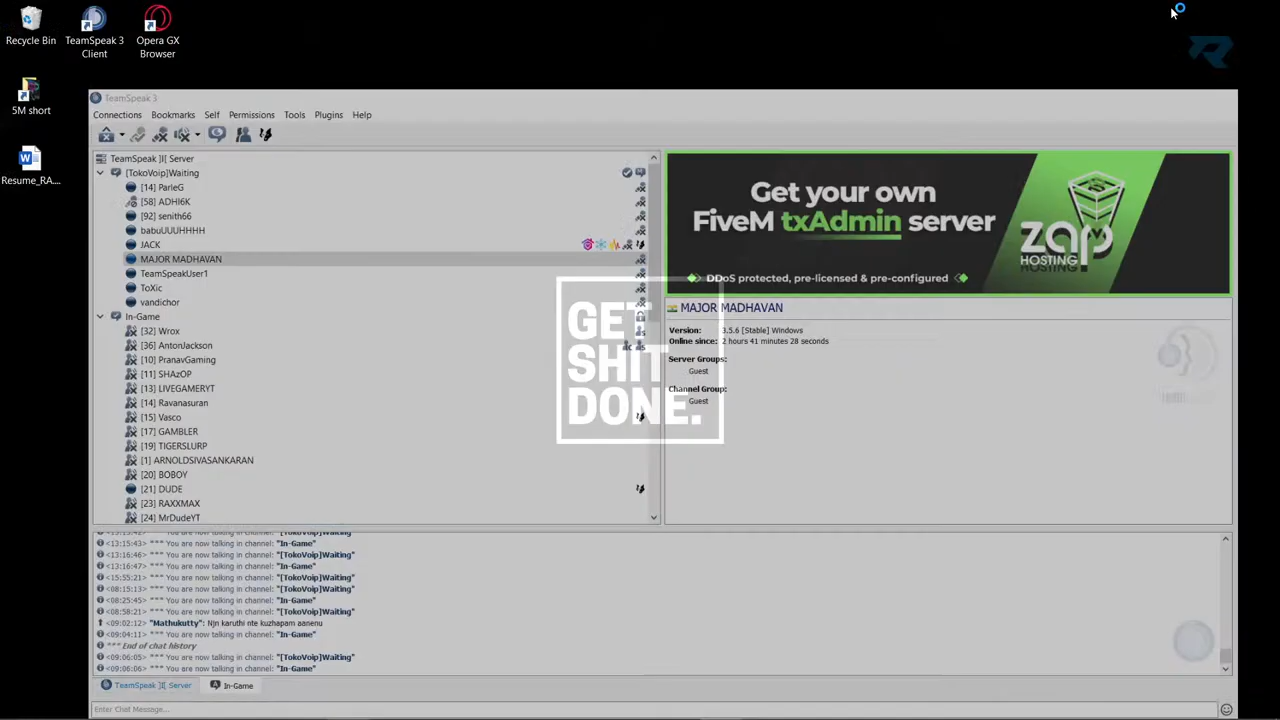 Recycle Bin
TeamSpeak 3
Client
Opera GX
Browser
5M short
Resume_RA....
TeamSpeak 3
Connections Bookmarks Self Permissions Tools Plugins Help
TeamSpeak ]I[ Server
[TokoVoip]Waiting
[14] ParleG
[58] ADHI6K
[92] senith66
babuUUUHHHH
JACK
MAJOR MADHAVAN
TeamSpeakUser1
ToXic
vandichor
In-Game
[32] Wrox
[36] AntonJackson
[10] PranavGaming
[11] SHAzOP
[13] LIVEGAMERYT
[14] Ravanasuran
[15] Vasco
[17] GAMBLER
[19] TIGERSLURP
[1] ARNOLDSIVASANKARAN
[20] BOBOY
[21] DUDE
[23] RAXXMAX
[24] MrDudeYT
Get your own
FiveM txAdmin server
ZAP
HOSTING
DDoS protected, pre-licensed & pre-configured
MAJOR MADHAVAN
Version: 3.5.6 [Stable] Windows
Online since: 2 hours 41 minutes 28 seconds
Server Groups:
Guest
Channel Group:
Guest
GET
SHIT
DONE.
<13:15:42> *** You are now talking in channel: "[TokoVoip]Waiting"
<13:15:43> *** You are now talking in channel: "In-Game"
<13:16:46> *** You are now talking in channel: "[TokoVoip]Waiting"
<13:16:47> *** You are now talking in channel: "In-Game"
<15:55:21> *** You are now talking in channel: "[TokoVoip]Waiting"
<08:15:13> *** You are now talking in channel: "[TokoVoip]Waiting"
<08:25:45> *** You are now talking in channel: "In-Game"
<08:58:21> *** You are now talking in channel: "[TokoVoip]Waiting"
<09:02:12> "Mathukutty": Njn karuthi nte kuzhapam aanenu
<09:04:11> *** You are now talking in channel: "In-Game"
*** End of chat history
<09:06:05> *** You are now talking in channel: "[TokoVoip]Waiting"
<09:06:06> *** You are now talking in channel: "In-Game"
TeamSpeak ]I[ Server In-Game
Enter Chat Message...